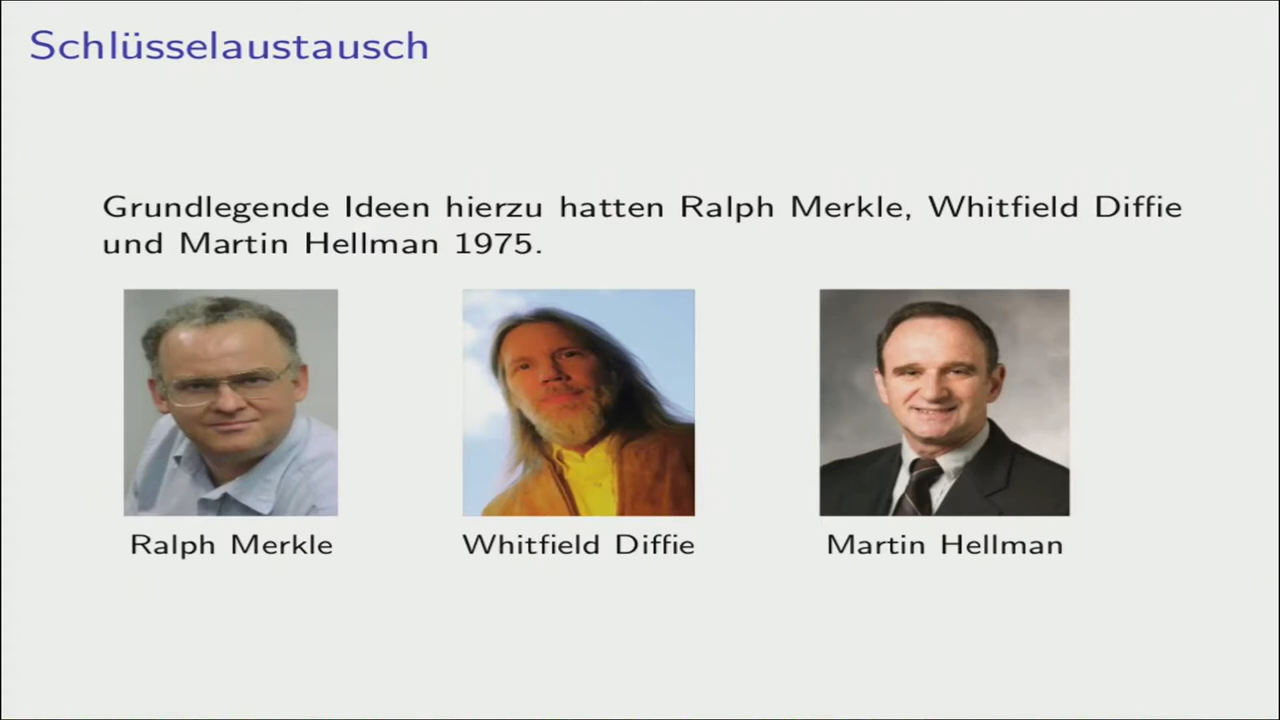 Schlüsselaustausch
Grundlegende Ideen hierzu hatten Ralph Merkle, Whitfield Diffie
und Martin Hellman 1975.
Ralph Merkle
Whitfield Diffie
Martin Hellman